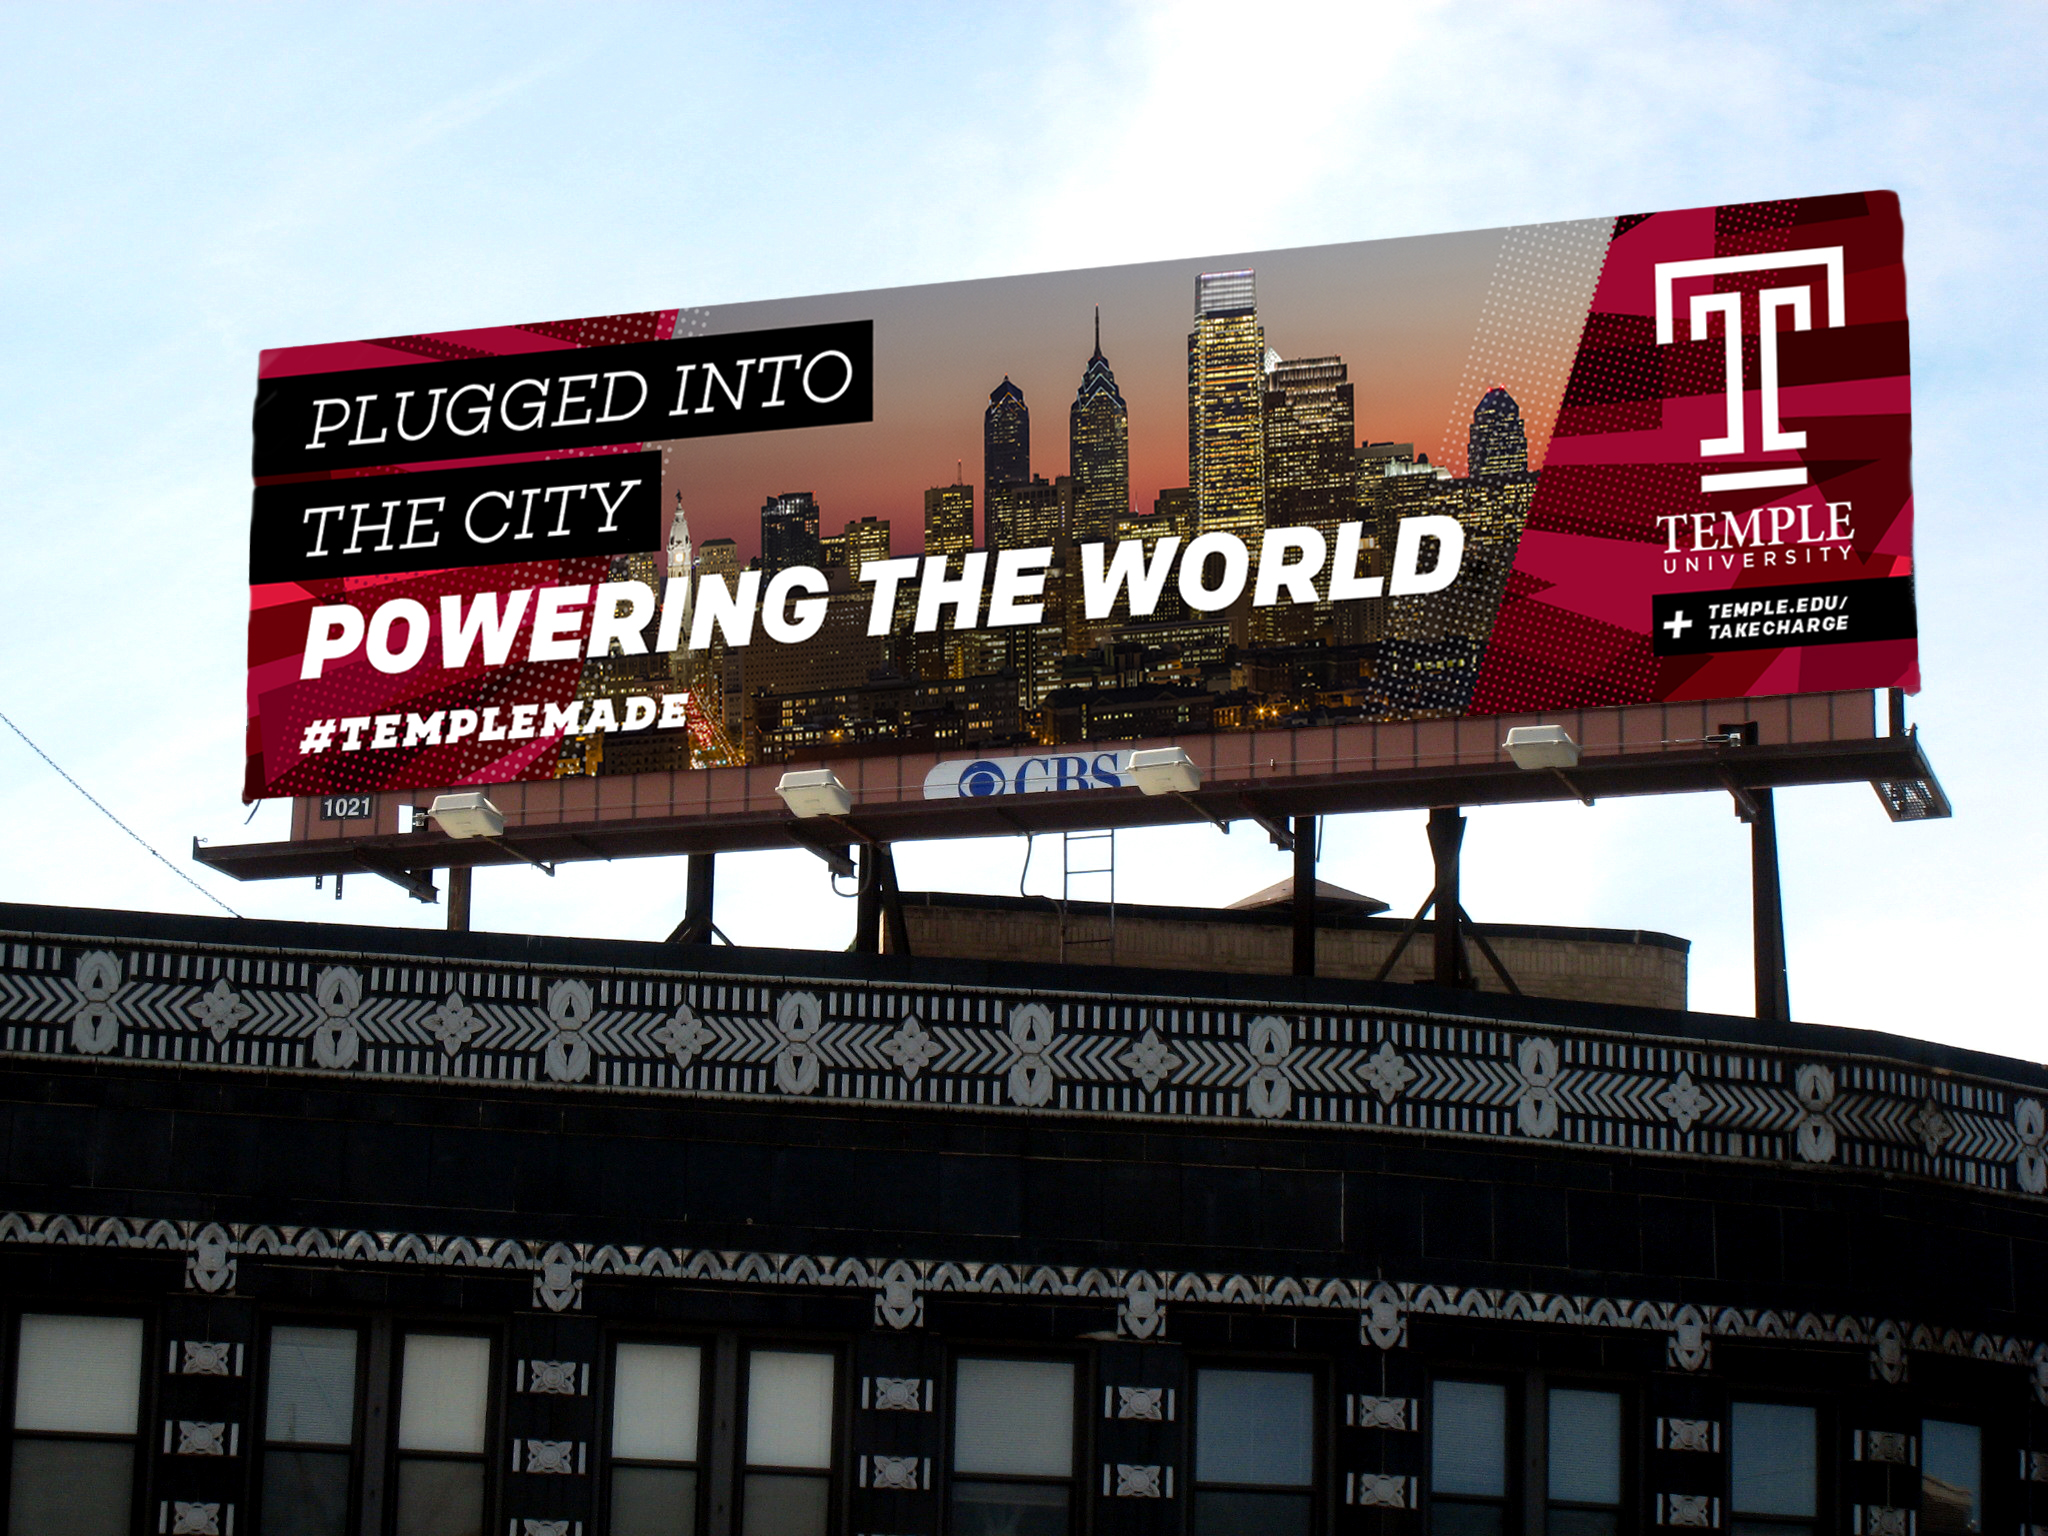 PLUGGED INTO
THE CITY
POWERING THE WORLD
#TEMPLEMADE
T
TEMPLE
UNIVERSITY
+ TEMPLE.EDU/
TAKECHARGE
1021
CBS